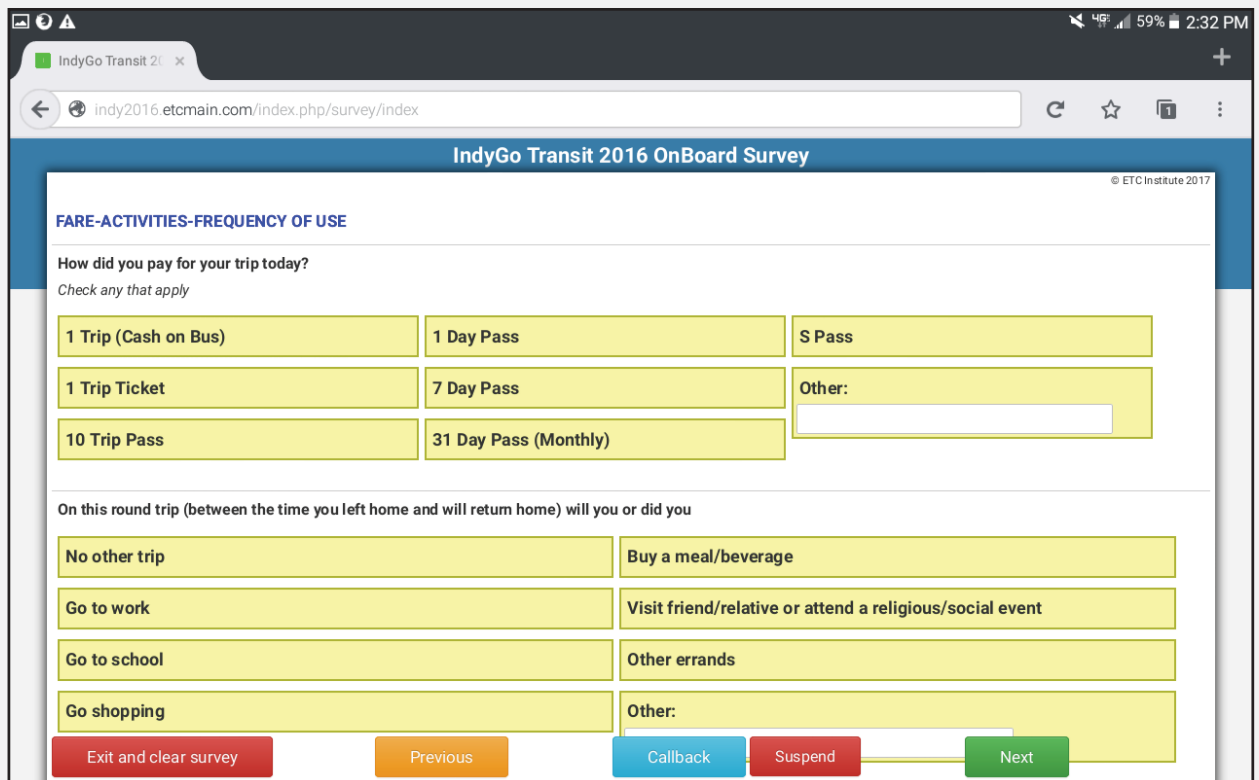 4G 59% 2:32 PM
IndyGo Transit 20
indy2016.etcmain.com/index.php/survey/index
1
IndyGo Transit 2016 OnBoard Survey
© ETC Institute 2017
FARE-ACTIVITIES-FREQUENCY OF USE
How did you pay for your trip today?
Check any that apply
1 Trip (Cash on Bus) 1 Day Pass S Pass
1 Trip Ticket 7 Day Pass Other:
10 Trip Pass 31 Day Pass (Monthly)
On this round trip (between the time you left home and will return home) will you or did you
No other trip Buy a meal/beverage
Go to work Visit friend/relative or attend a religious/social event
Go to school Other errands
Go shopping Other:
Exit and clear survey Previous Callback Suspend Next